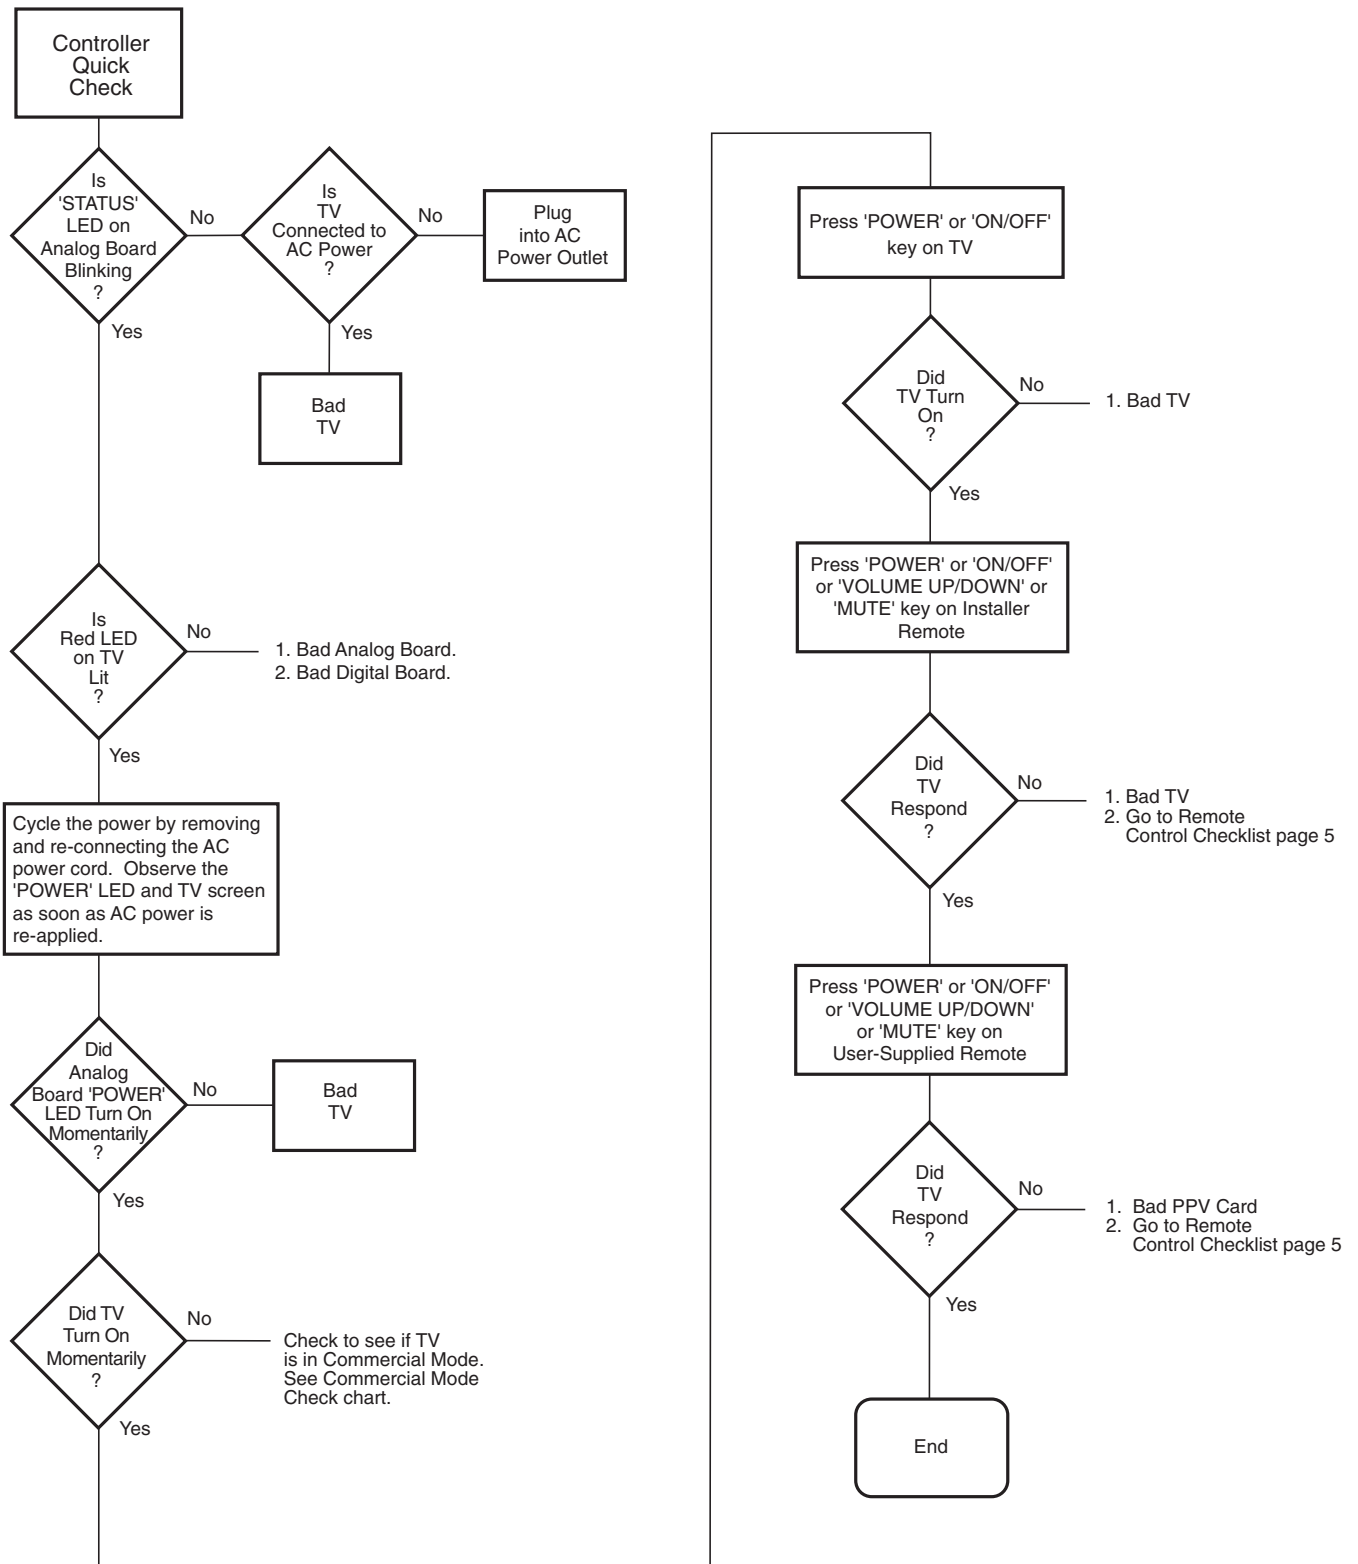 Controller
Quick
Check
Is
'STATUS'
LED on
Analog Board
Blinking
?
No
Is
TV
Connected to
AC Power
?
No
Plug
into AC
Power Outlet
Yes
Bad
TV
Yes
Is
Red LED
on TV
Lit
?
No
1. Bad Analog Board.
2. Bad Digital Board.
Yes
Cycle the power by removing
and re-connecting the AC
power cord. Observe the
'POWER' LED and TV screen
as soon as AC power is
re-applied.
Did
Analog
Board 'POWER'
LED Turn On
Momentarily
?
No
Bad
TV
Yes
Did TV
Turn On
Momentarily
?
No
Check to see if TV
is in Commercial Mode.
See Commercial Mode
Check chart.
Yes
Press 'POWER' or 'ON/OFF'
key on TV
Did
TV Turn
On
?
No
1. Bad TV
Yes
Press 'POWER' or 'ON/OFF'
or 'VOLUME UP/DOWN' or
'MUTE' key on Installer
Remote
Did
TV
Respond
?
No
1. Bad TV
2. Go to Remote
Control Checklist page 5
Yes
Press 'POWER' or 'ON/OFF'
or 'VOLUME UP/DOWN'
or 'MUTE' key on
User-Supplied Remote
Did
TV
Respond
?
No
1. Bad PPV Card
2. Go to Remote
Control Checklist page 5
Yes
End